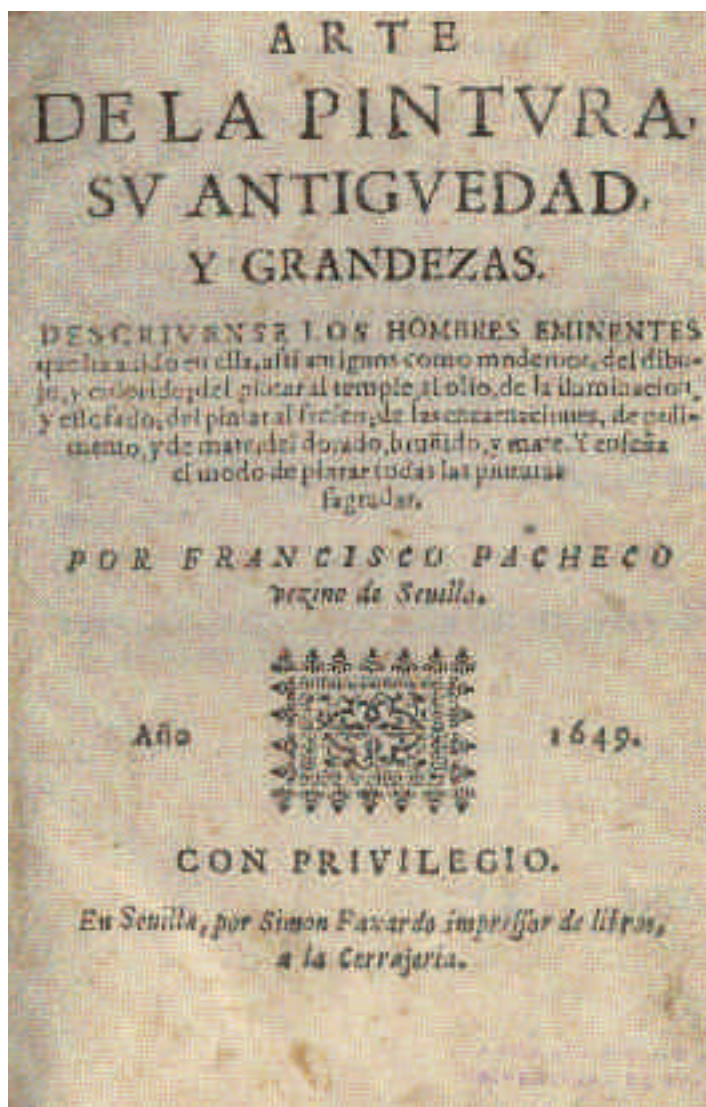 ARTE
DE LA PINTVRA,
SV ANTIGVEDAD,
Y GRANDEZAS.
DESCRIVENSE LOS HOMBRES EMINENTES
que ha auido en ella, assi antiguos como modernos, del dibu-
jo, y colorido; del pintar al temple, al olio, de la iluminacion,
y estofado, del pintar al fresco; de las encarnaciones, de poli-
mento, y de mate; del dorado, bruñido, y mate. Y enseña
el modo de pintar todas las pinturas
sagradas.
POR FRANCISCO PACHECO
vezino de Seuilla.
Año 1649.
CON PRIVILEGIO.
En Seuilla, por Simon Faxardo impressor de libros,
a la Cerrajeria.